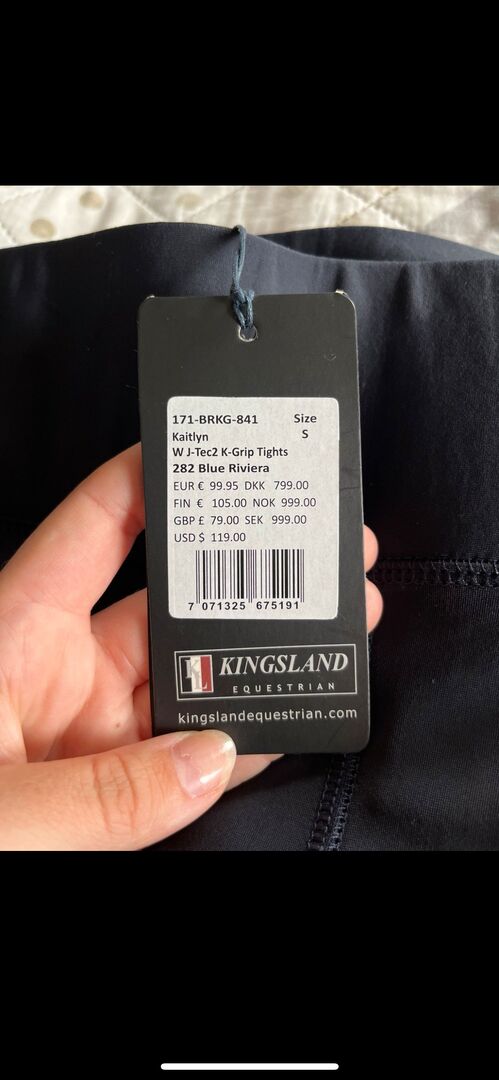 171-BRKG-841 Size
Kaitlyn S
W J-Tec2 K-Grip Tights
282 Blue Riviera
EUR € 99.95 DKK 799.00
FIN € 105.00 NOK 999.00
GBP £ 79.00 SEK 999.00
USD $ 119.00
7 071325 675191
KL KINGSLAND
EQUESTRIAN
kingslandequestrian.com